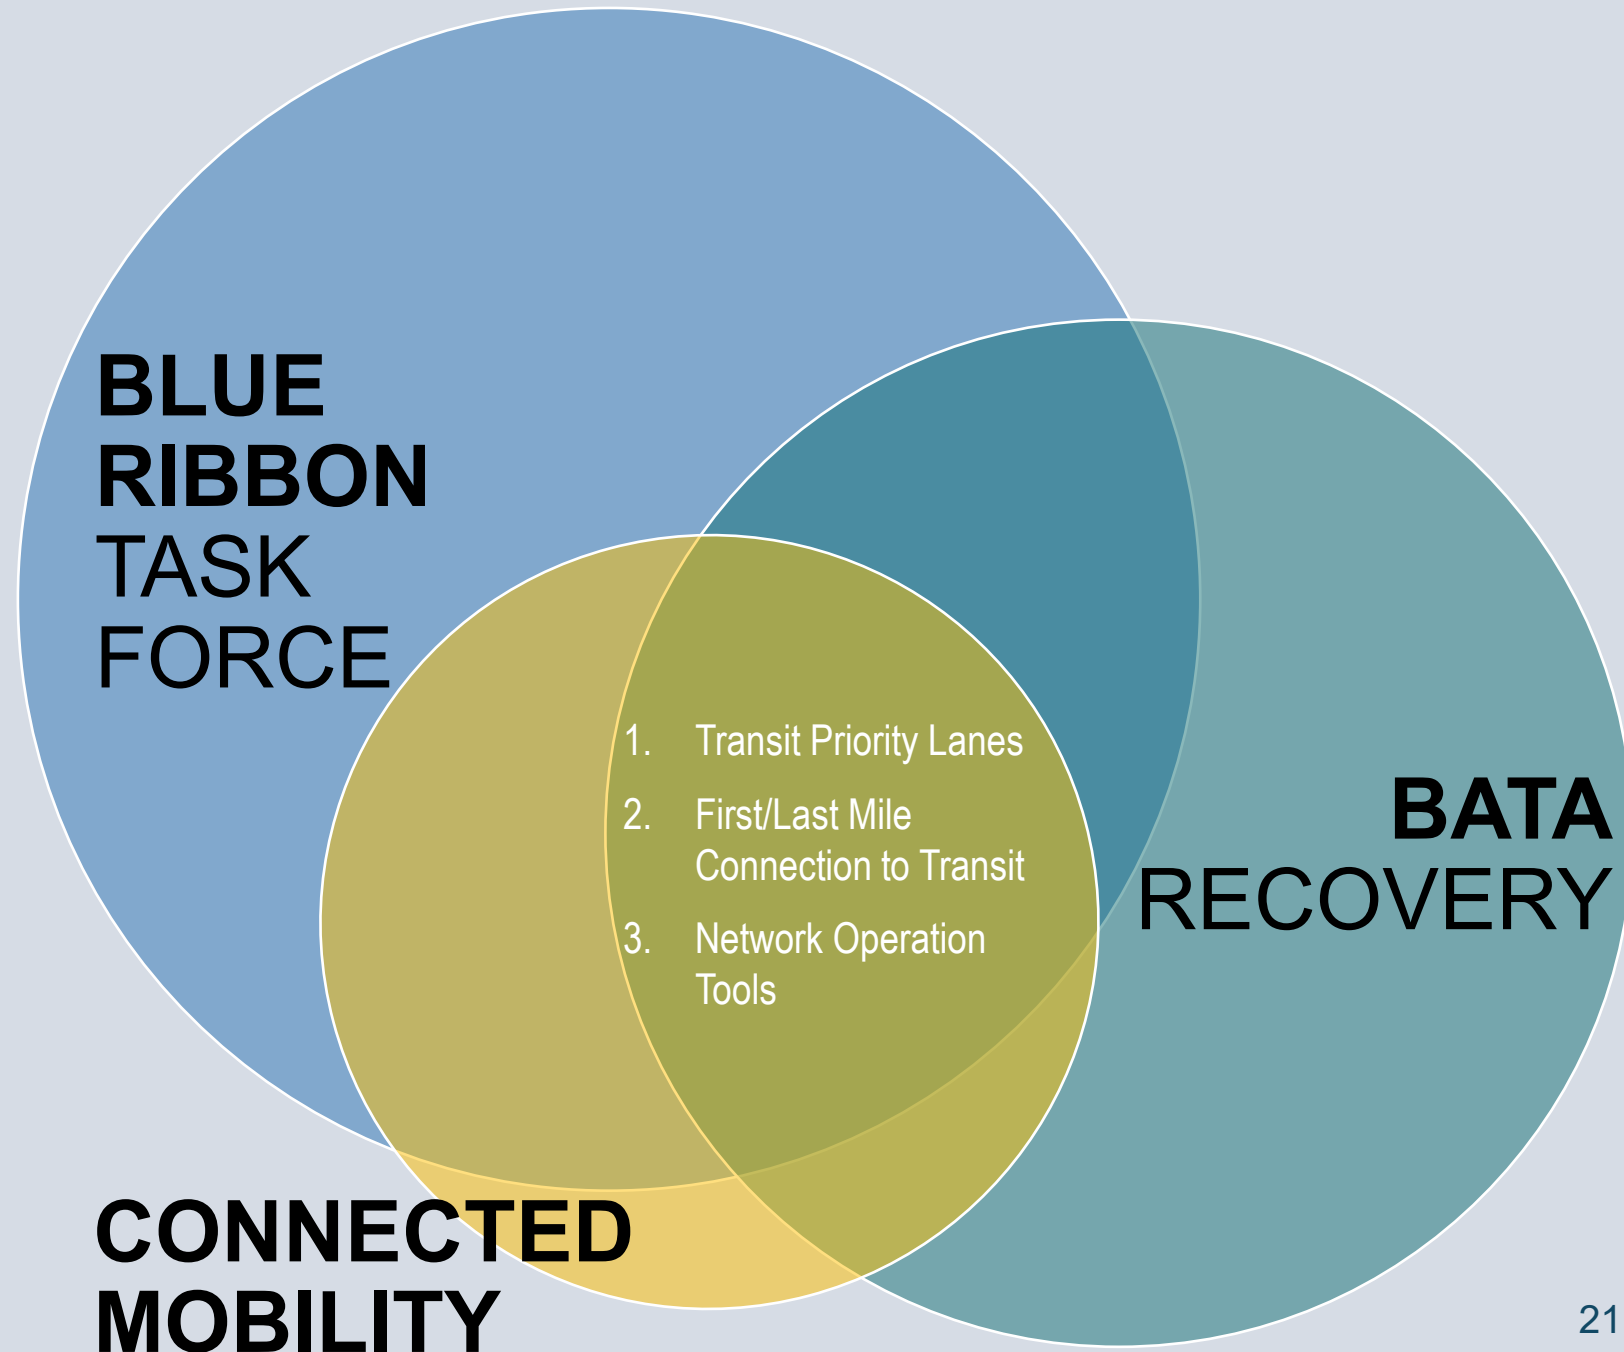 BLUE
RIBBON
TASK
FORCE
1. Transit Priority Lanes
2. First/Last Mile
Connection to Transit
3. Network Operation
Tools
BATA
RECOVERY
CONNECTED
MOBILITY
21